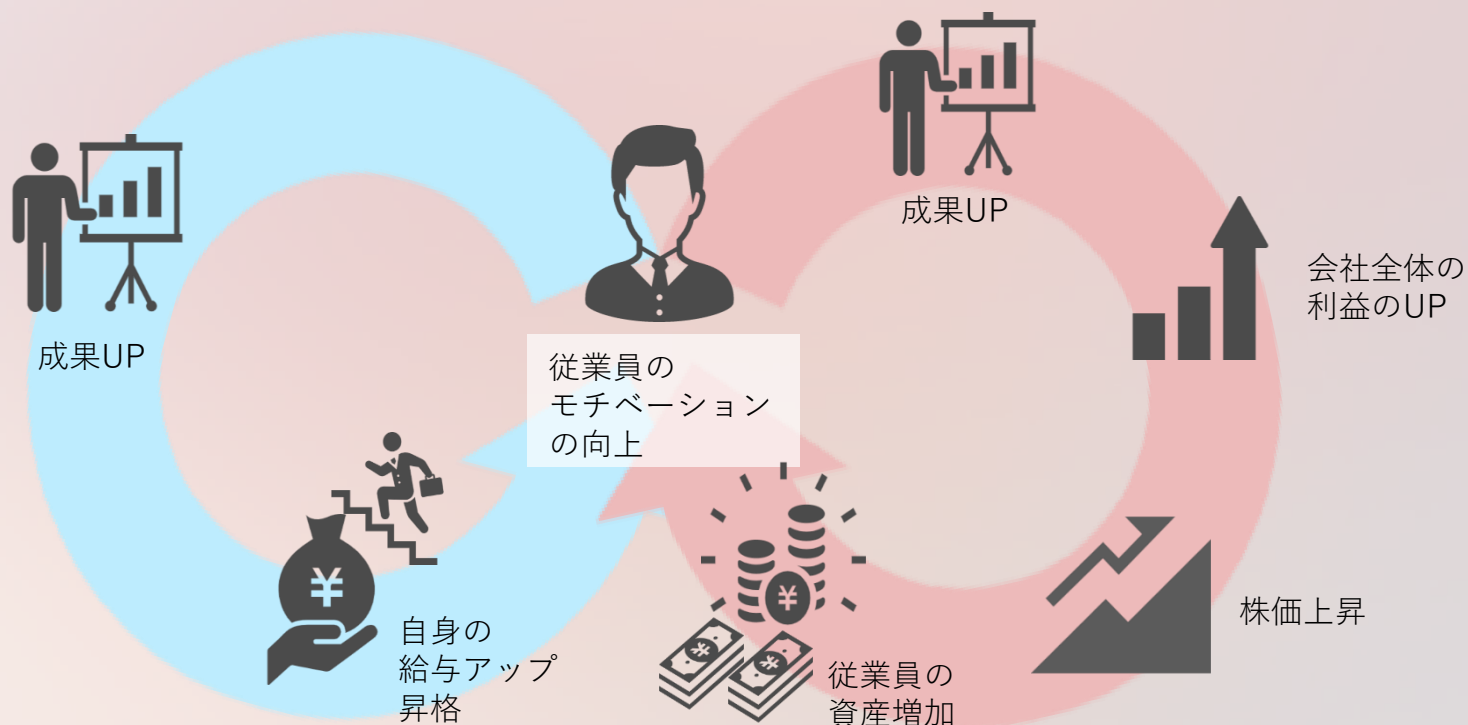 成果UP
成果UP
会社全体の
利益のUP
従業員の
モチベーション
の向上
¥
自身の
給与アップ
昇格
¥
¥
¥
従業員の
資産増加
株価上昇